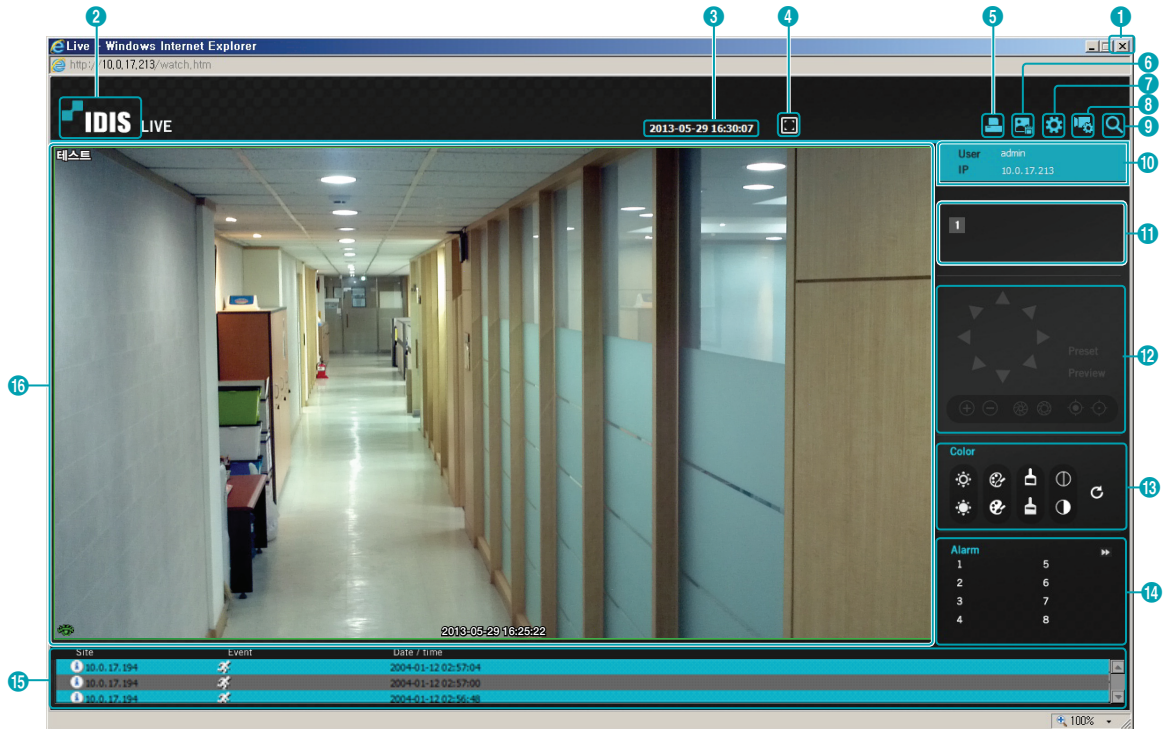 2
3
4
5
1
Live - Windows Internet Explorer
http://10,0,17,213/watch,htm
6
7
8
9
IDIS LIVE
2013-05-29 16:30:07
테스트
User admin
IP 10.0.17.213
10
1
11
Preset
Preview
12
Color
13
Alarm
1 5
2 6
3 7
4 8
14
16
2013-05-29 16:25:22
Site Event Date / time
10.0.17.194 2004-01-12 02:57:04
10.0.17.194 2004-01-12 02:57:00
10.0.17.194 2004-01-12 02:56:48
15
100%